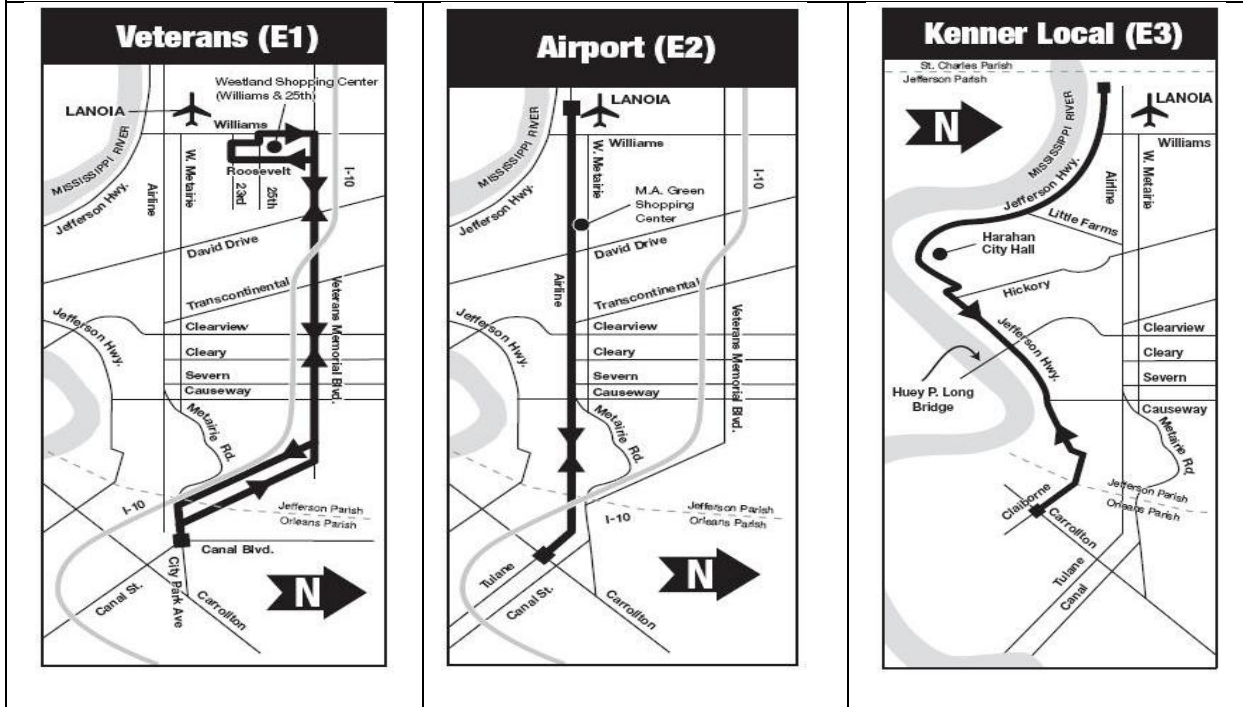 Veterans (E1)
Westland Shopping Center
(Williams & 25th)
LANOIA
Williams
MISSISSIPPI RIVER
Jefferson Hwy.
Airline
W. Metairie
Roosevelt
23rd
25th
I-10
David Drive
Transcontinental
Veterans Memorial Blvd.
Jefferson Hwy.
Clearview
Cleary
Severn
Causeway
Metairie Rd.
I-10
Jefferson Parish
Orleans Parish
Canal Blvd.
City Park Ave
Canal St.
Carrollton
N
Airport (E2)
LANOIA
Williams
MISSISSIPPI RIVER
Jefferson Hwy.
W. Metairie
I-10
M.A. Green
Shopping
Center
David Drive
Airline
Transcontinental
Jefferson Hwy.
Clearview
Cleary
Severn
Causeway
Veterans Memorial Blvd.
Metairie Rd.
I-10
Jefferson Parish
Orleans Parish
Tulane
Canal St.
Carrollton
N
Kenner Local (E3)
St. Charles Parish
Jefferson Parish
N
LANOIA
MISSISSIPPI RIVER
Williams
Jefferson Hwy.
Airline
W. Metairie
Little Farms
Harahan
City Hall
Hickory
Jefferson Hwy.
Clearview
Cleary
Severn
Huey P. Long
Bridge
Causeway
Metairie Rd.
Jefferson Parish
Orleans Parish
Claiborne
Carrollton
Tulane
Canal